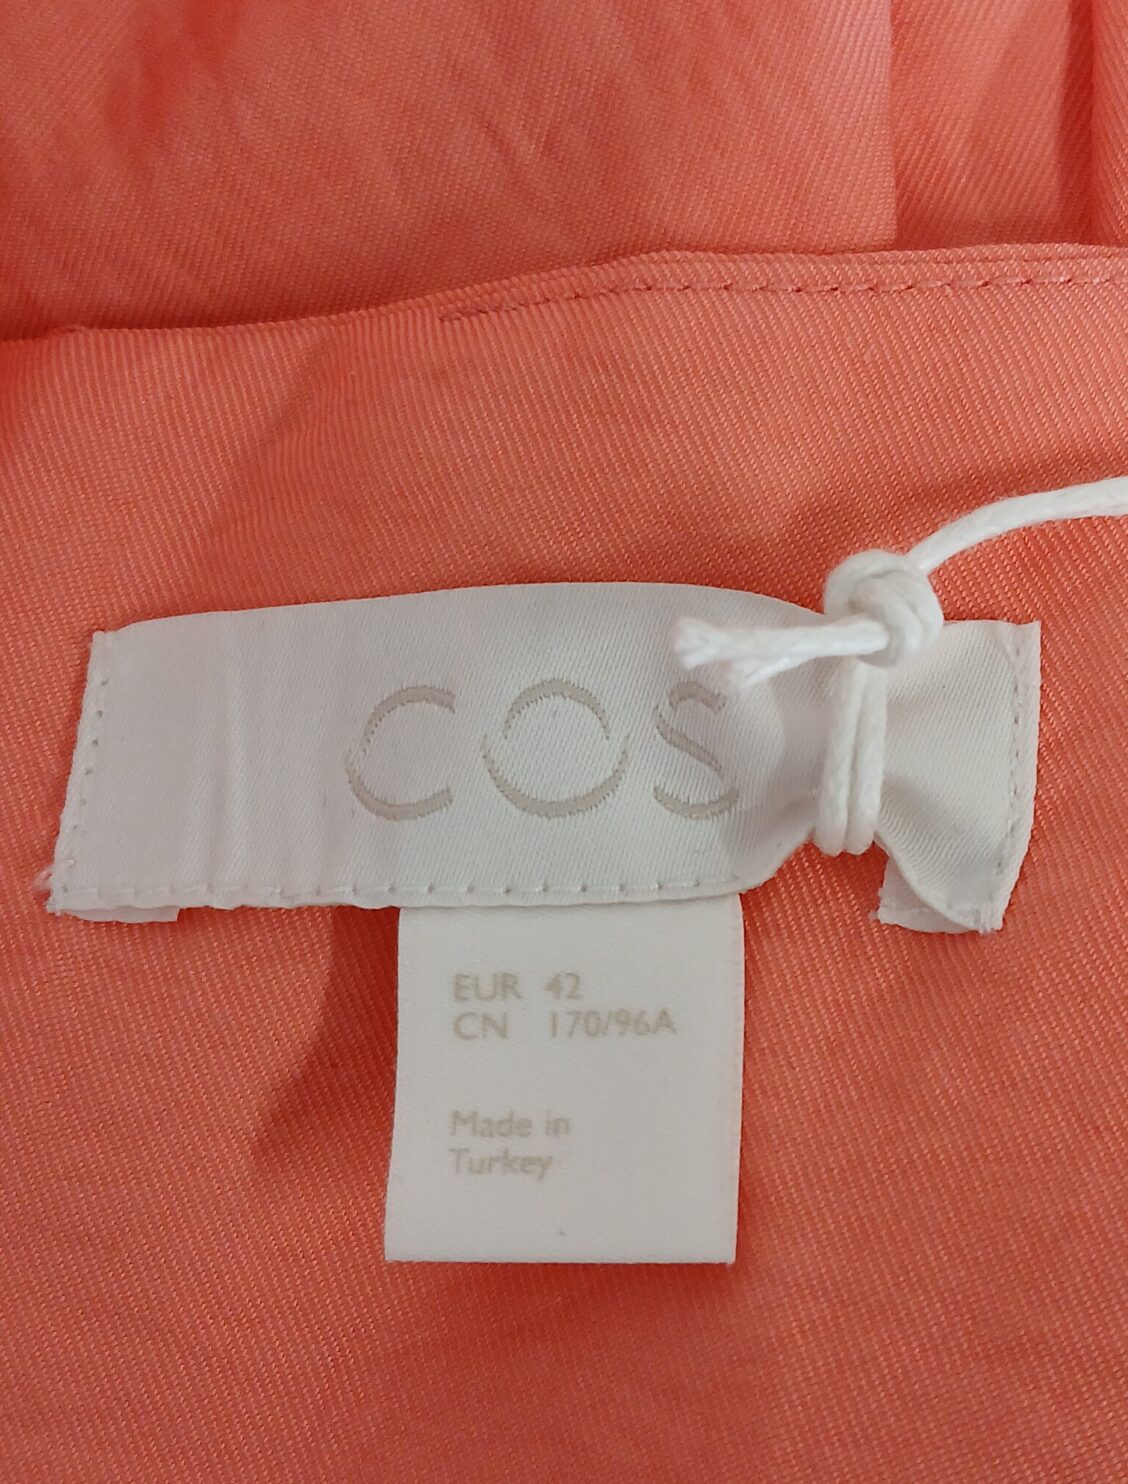 COS
EUR 42
CN 170/96A
Made in
Turkey